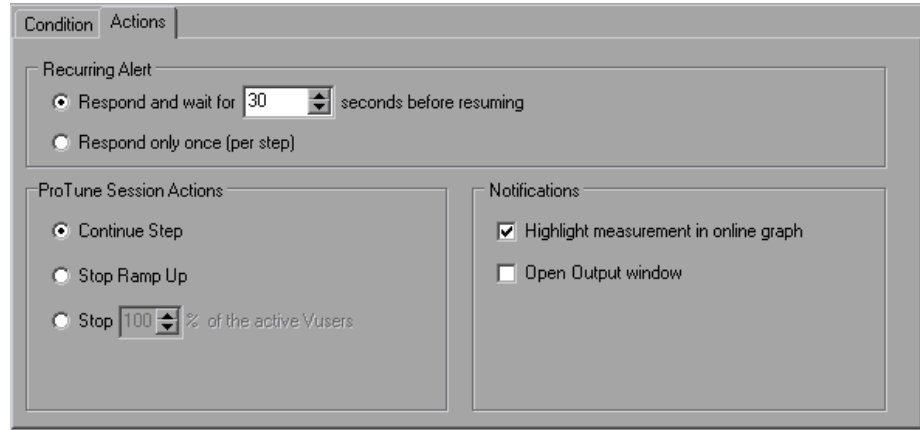 Condition
Actions
Recurring Alert
Respond and wait for 30 seconds before resuming
Respond only once (per step)
ProTune Session Actions
Continue Step
Stop Ramp Up
Stop 100 % of the active Vusers
Notifications
Highlight measurement in online graph
Open Output window